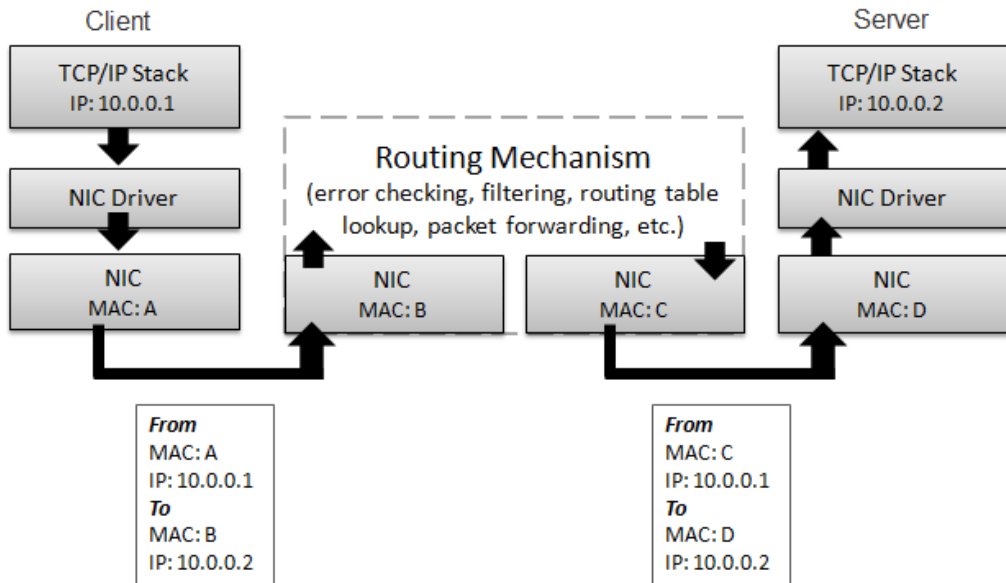 Client
Server
TCP/IP Stack
IP: 10.0.0.1
TCP/IP Stack
IP: 10.0.0.2
Routing Mechanism
(error checking, filtering, routing table
lookup, packet forwarding, etc.)
NIC Driver
NIC Driver
NIC
MAC: A
NIC
MAC: B
NIC
MAC: C
NIC
MAC: D
From
MAC: A
IP: 10.0.0.1
To
MAC: B
IP: 10.0.0.2
From
MAC: C
IP: 10.0.0.1
To
MAC: D
IP: 10.0.0.2